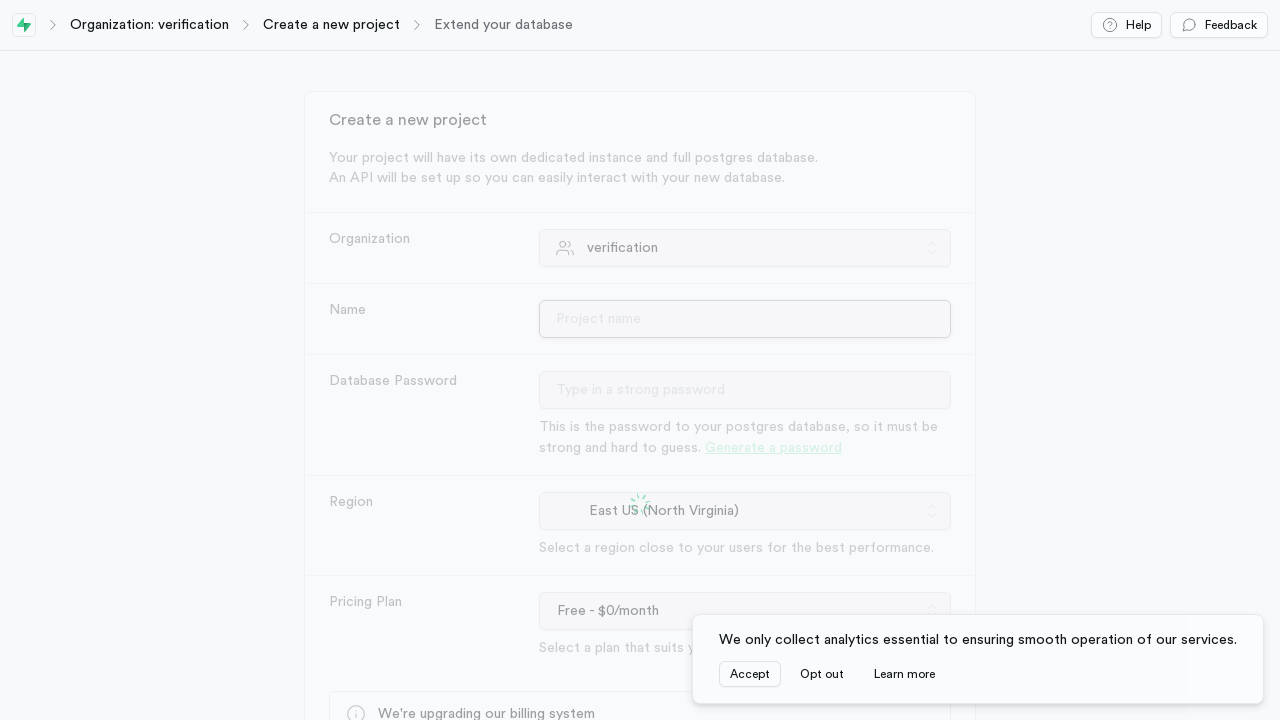 Organization: verification
Create a new project
Extend your database
Help
Feedback
Create a new project
Your project will have its own dedicated instance and full postgres database.
An API will be set up so you can easily interact with your new database.
Organization
verification
Name
Project name
Database Password
Type in a strong password
This is the password to your postgres database, so it must be
strong and hard to guess. Generate a password
Region
East US (North Virginia)
Select a region close to your users for the best performance.
Pricing Plan
Free - $0/month
Select a plan that suits
We only collect analytics essential to ensuring smooth operation of our services.
Accept
Opt out
Learn more
We're upgrading our billing system